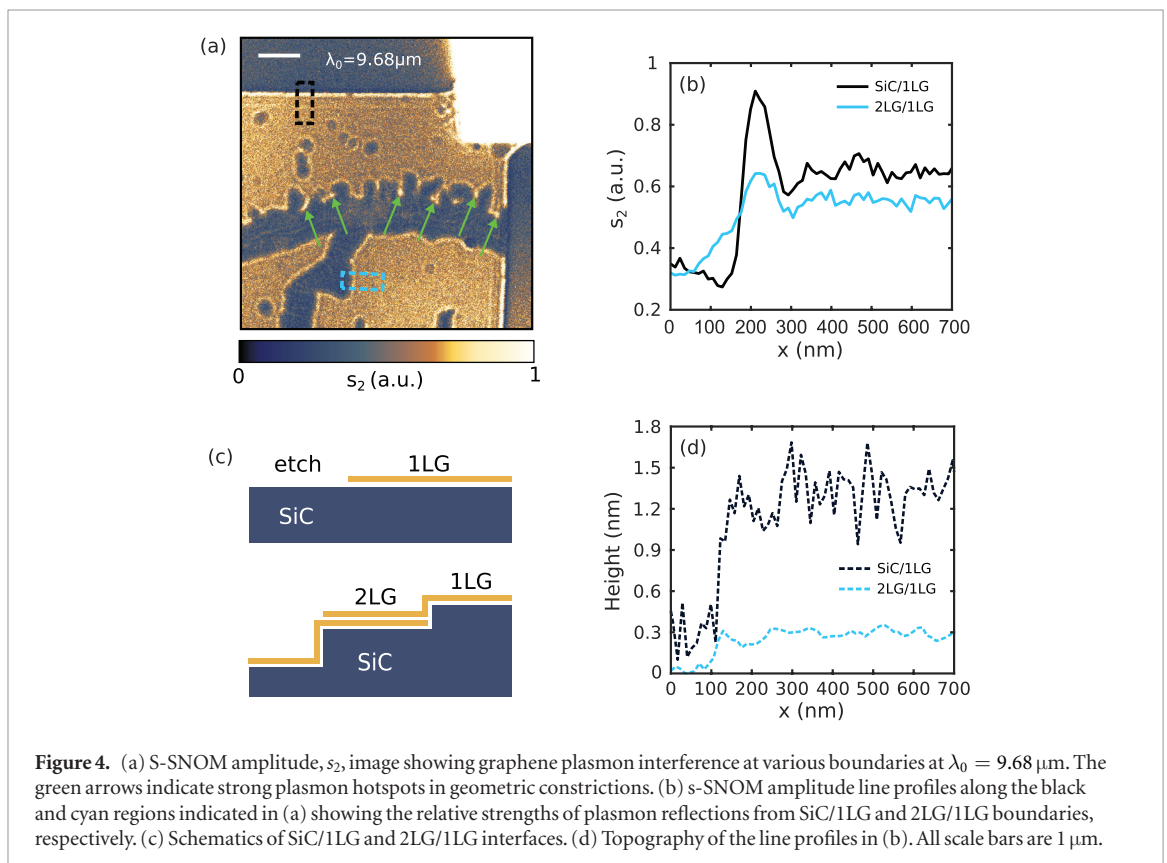 (a)
λ₀=9.68µm
0
1
s₂ (a.u.)
(b)
SiC/1LG
2LG/1LG
1
0.8
0.6
0.4
0.2
s₂ (a.u.)
0 100 200 300 400 500 600 700
x (nm)
(c)
etch
1LG
SiC
1LG
2LG
SiC
(d)
1.8
1.5
1.2
0.9
0.6
0.3
0
Height (nm)
SiC/1LG
2LG/1LG
0 100 200 300 400 500 600 700
x (nm)
Figure 4. (a) S-SNOM amplitude, s₂, image showing graphene plasmon interference at various boundaries at λ₀ = 9.68 µm. The
green arrows indicate strong plasmon hotspots in geometric constrictions. (b) s-SNOM amplitude line profiles along the black
and cyan regions indicated in (a) showing the relative strengths of plasmon reflections from SiC/1LG and 2LG/1LG boundaries,
respectively. (c) Schematics of SiC/1LG and 2LG/1LG interfaces. (d) Topography of the line profiles in (b). All scale bars are 1 µm.